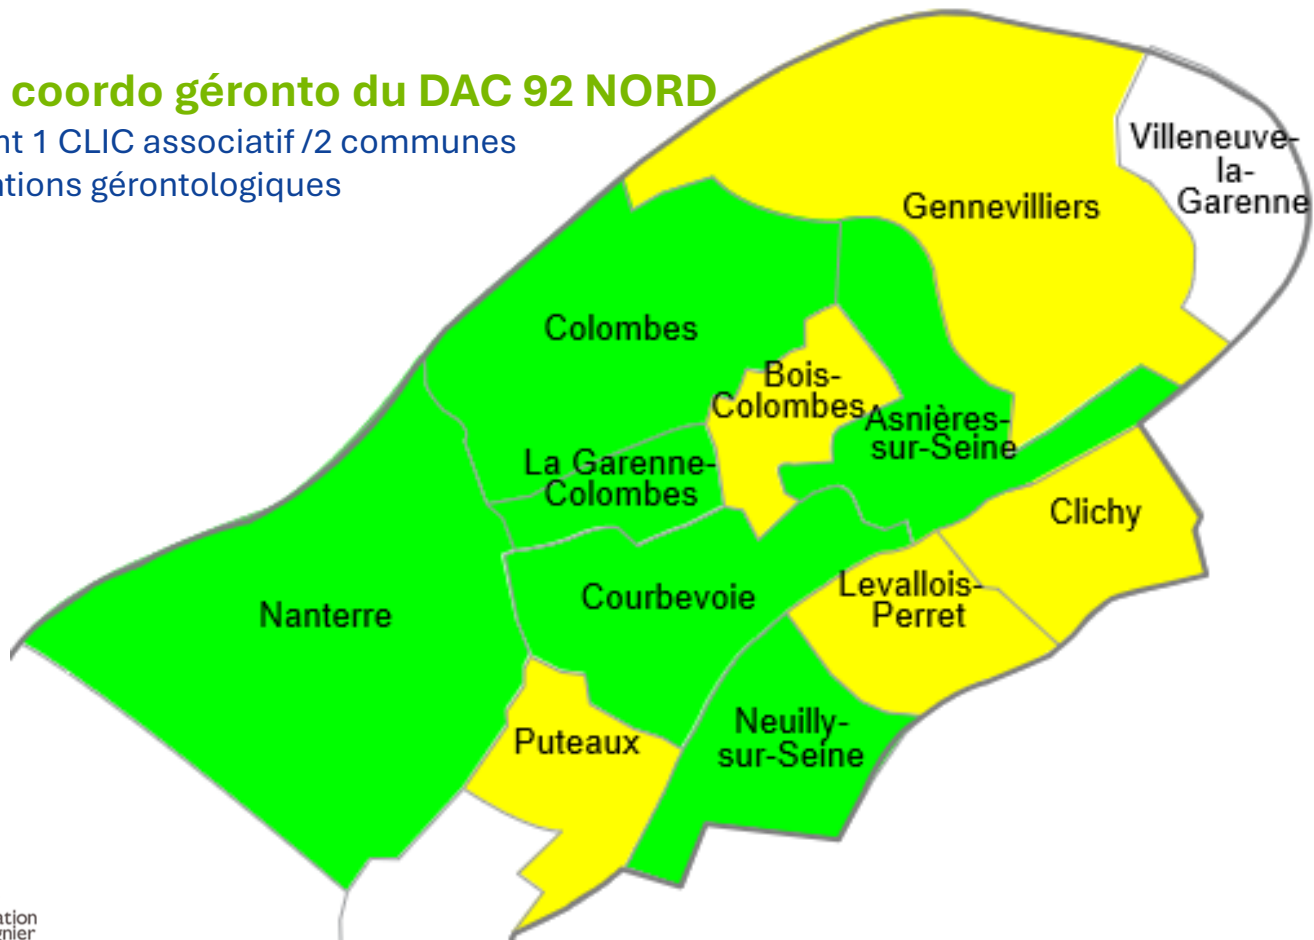 coordo géronto du DAC 92 NORD
nt 1 CLIC associatif /2 communes
tions gérontologiques
Villeneuve-
la-
Garenne
Gennevilliers
Colombes
Bois-
Colombes
Asnières-
sur-Seine
La Garenne-
Colombes
Clichy
Courbevoie
Levallois-
Perret
Nanterre
Neuilly-
sur-Seine
Puteaux
ation
gnier